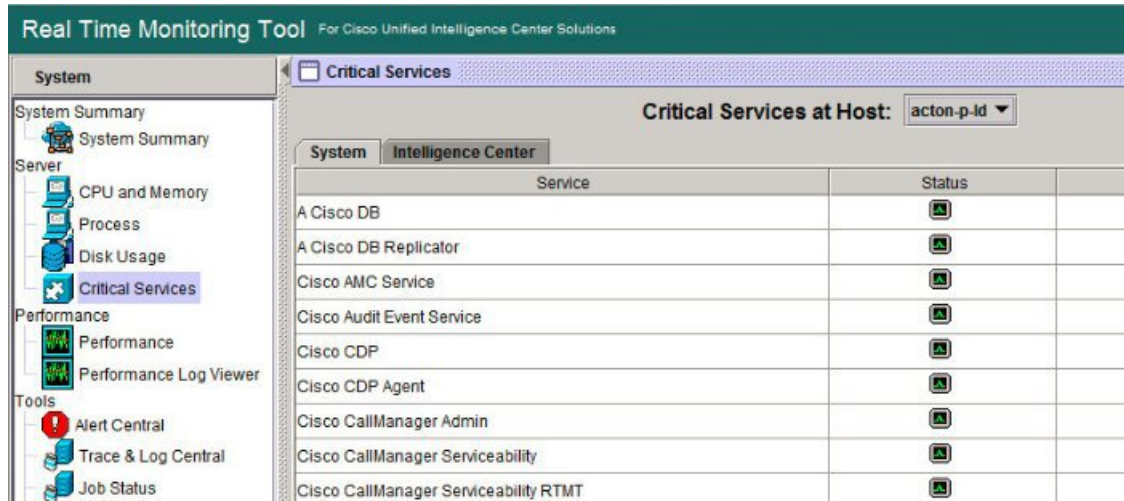 Real Time Monitoring Tool For Cisco Unified Intelligence Center Solutions
System
System Summary
System Summary
Server
CPU and Memory
Process
Disk Usage
Critical Services
Performance
Performance
Performance Log Viewer
Tools
Alert Central
Trace & Log Central
Job Status
Critical Services
Critical Services at Host: acton-p-ld
System Intelligence Center
Service Status
A Cisco DB
A Cisco DB Replicator
Cisco AMC Service
Cisco Audit Event Service
Cisco CDP
Cisco CDP Agent
Cisco CallManager Admin
Cisco CallManager Serviceability
Cisco CallManager Serviceability RTMT